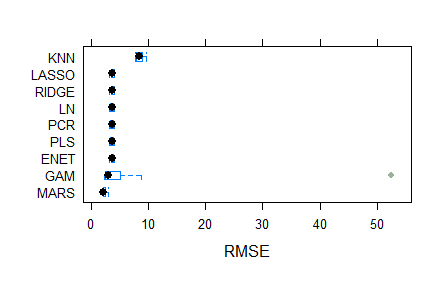 KNN
LASSO
RIDGE
LN
PCR
PLS
ENET
GAM
MARS
0 10 20 30 40 50
RMSE